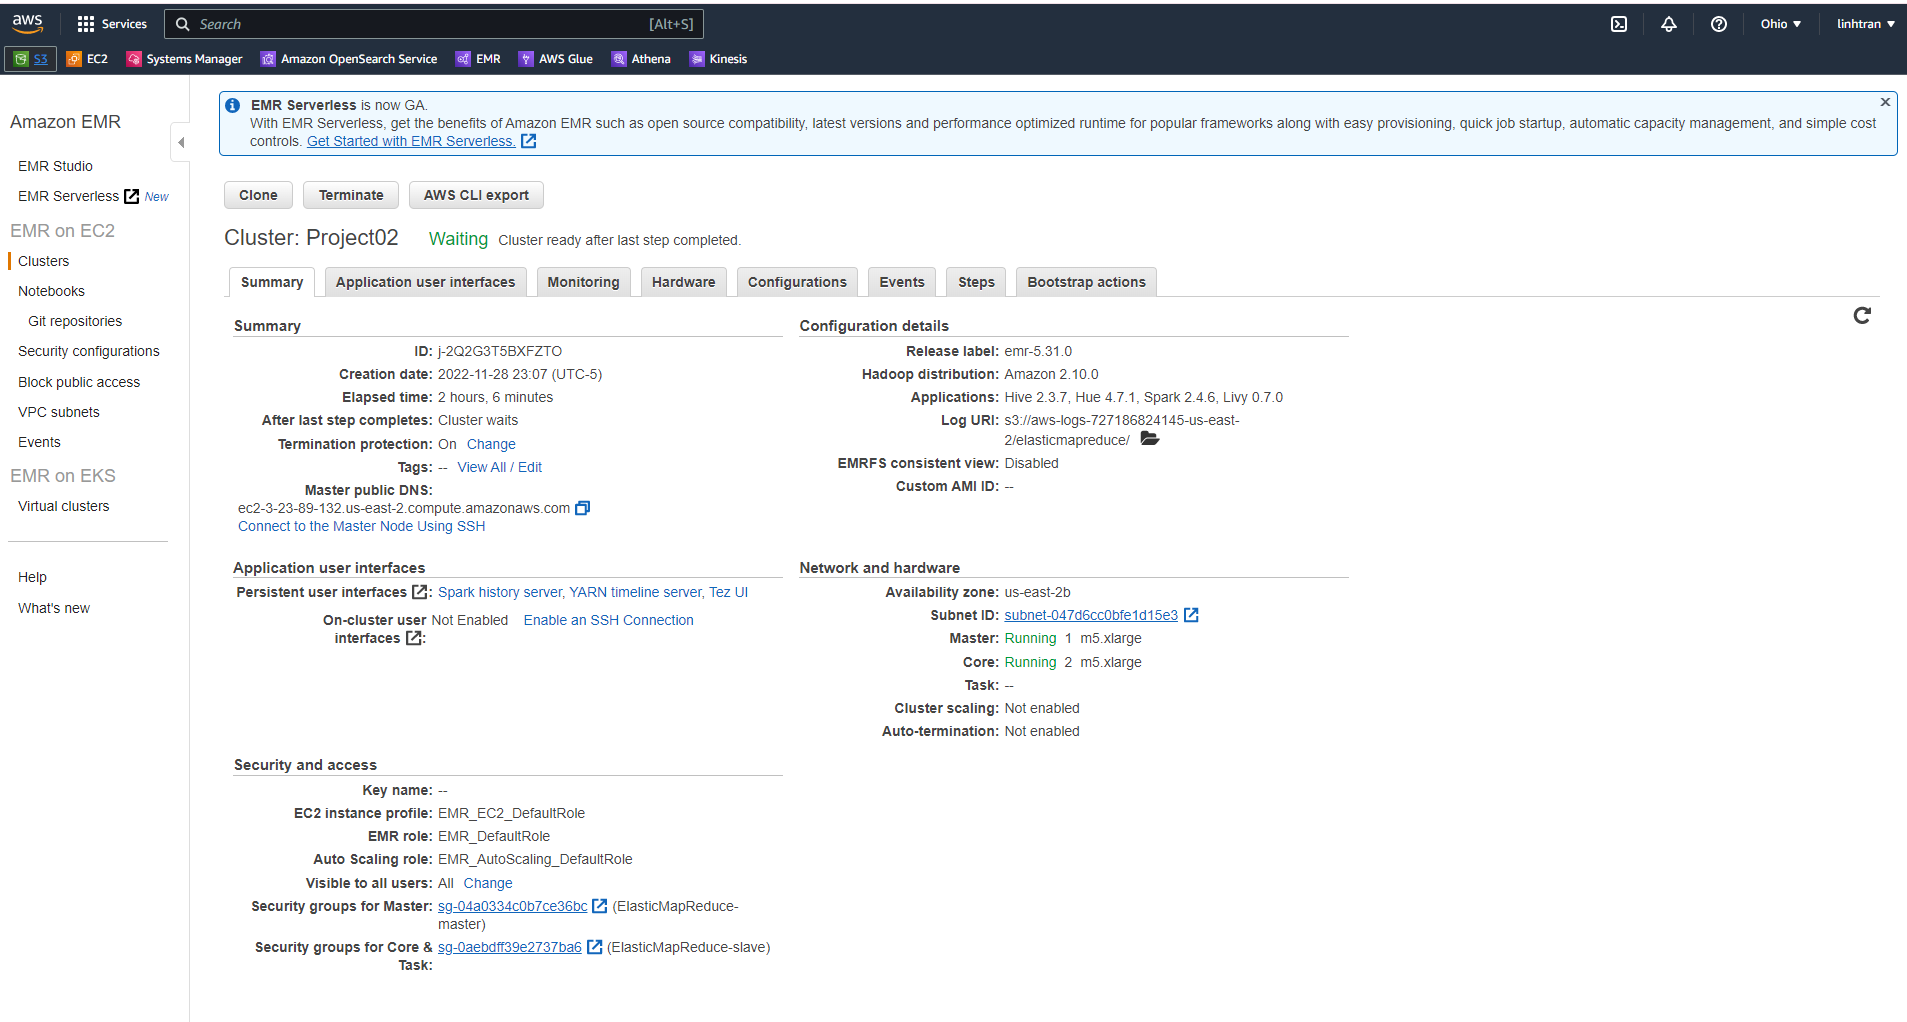 aws Services Search [Alt+S] Ohio ▼ linhtran ▼
S3 EC2 Systems Manager Amazon OpenSearch Service EMR AWS Glue Athena Kinesis
Amazon EMR
EMR Studio
EMR Serverless New
EMR on EC2
Clusters
Notebooks
Git repositories
Security configurations
Block public access
VPC subnets
Events
EMR on EKS
Virtual clusters
Help
What's new
EMR Serverless is now GA.
With EMR Serverless, get the benefits of Amazon EMR such as open source compatibility, latest versions and performance optimized runtime for popular frameworks along with easy provisioning, quick job startup, automatic capacity management, and simple cost
controls. Get Started with EMR Serverless.
Clone Terminate AWS CLI export
Cluster: Project02 Waiting Cluster ready after last step completed.
Summary Application user interfaces Monitoring Hardware Configurations Events Steps Bootstrap actions
Summary
ID: j-2Q2G3T5BXFZTO
Creation date: 2022-11-28 23:07 (UTC-5)
Elapsed time: 2 hours, 6 minutes
After last step completes: Cluster waits
Termination protection: On Change
Tags: -- View All / Edit
Master public DNS:
ec2-3-23-89-132.us-east-2.compute.amazonaws.com
Connect to the Master Node Using SSH
Configuration details
Release label: emr-5.31.0
Hadoop distribution: Amazon 2.10.0
Applications: Hive 2.3.7, Hue 4.7.1, Spark 2.4.6, Livy 0.7.0
Log URI: s3://aws-logs-727186824145-us-east-
2/elasticmapreduce/
EMRFS consistent view: Disabled
Custom AMI ID: --
Application user interfaces
Persistent user interfaces : Spark history server, YARN timeline server, Tez UI
On-cluster user Not Enabled Enable an SSH Connection
interfaces :
Network and hardware
Availability zone: us-east-2b
Subnet ID: subnet-047d6cc0bfe1d15e3
Master: Running 1 m5.xlarge
Core: Running 2 m5.xlarge
Task: --
Cluster scaling: Not enabled
Auto-termination: Not enabled
Security and access
Key name: --
EC2 instance profile: EMR_EC2_DefaultRole
EMR role: EMR_DefaultRole
Auto Scaling role: EMR_AutoScaling_DefaultRole
Visible to all users: All Change
Security groups for Master: sg-04a0334c0b7ce36bc (ElasticMapReduce-
master)
Security groups for Core & sg-0aebdff39e2737ba6 (ElasticMapReduce-slave)
Task: